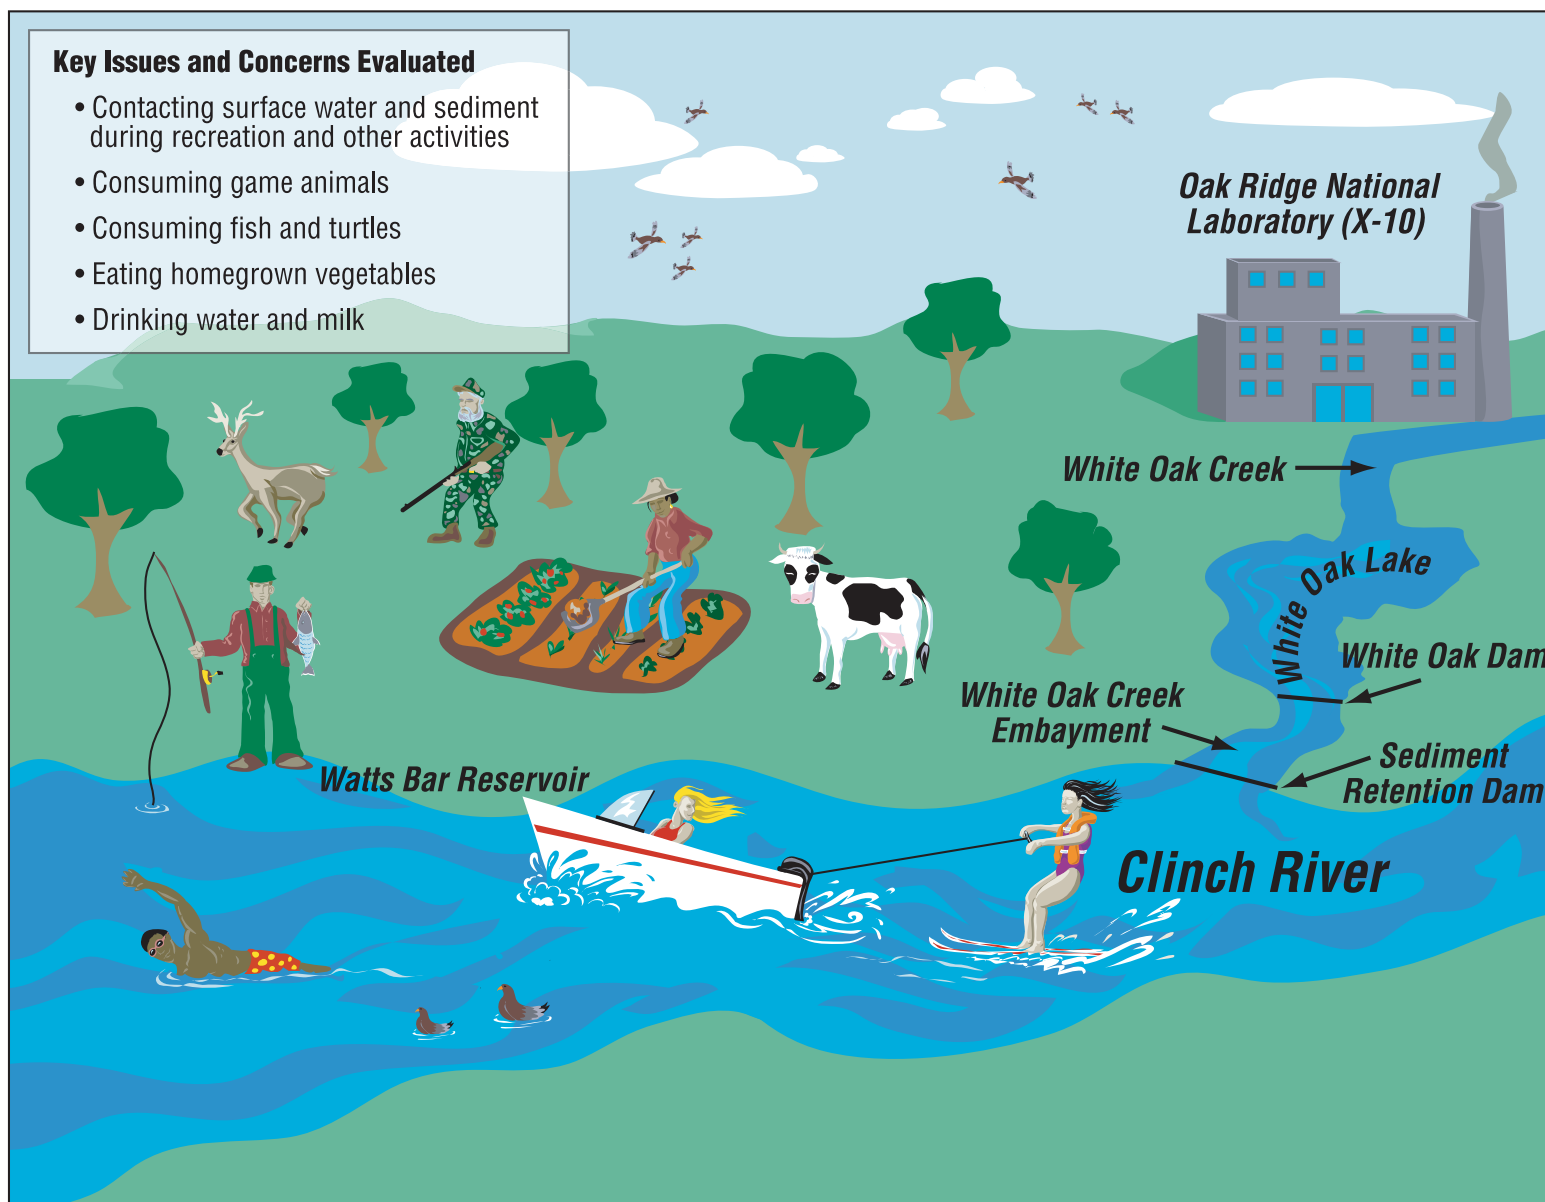 Key Issues and Concerns Evaluated
• Contacting surface water and sediment
during recreation and other activities
• Consuming game animals
• Consuming fish and turtles
• Eating homegrown vegetables
• Drinking water and milk
Oak Ridge National
Laboratory (X-10)
White Oak Creek
White Oak Lake
White Oak Dam
White Oak Creek
Embayment
Sediment
Retention Dam
Watts Bar Reservoir
Clinch River